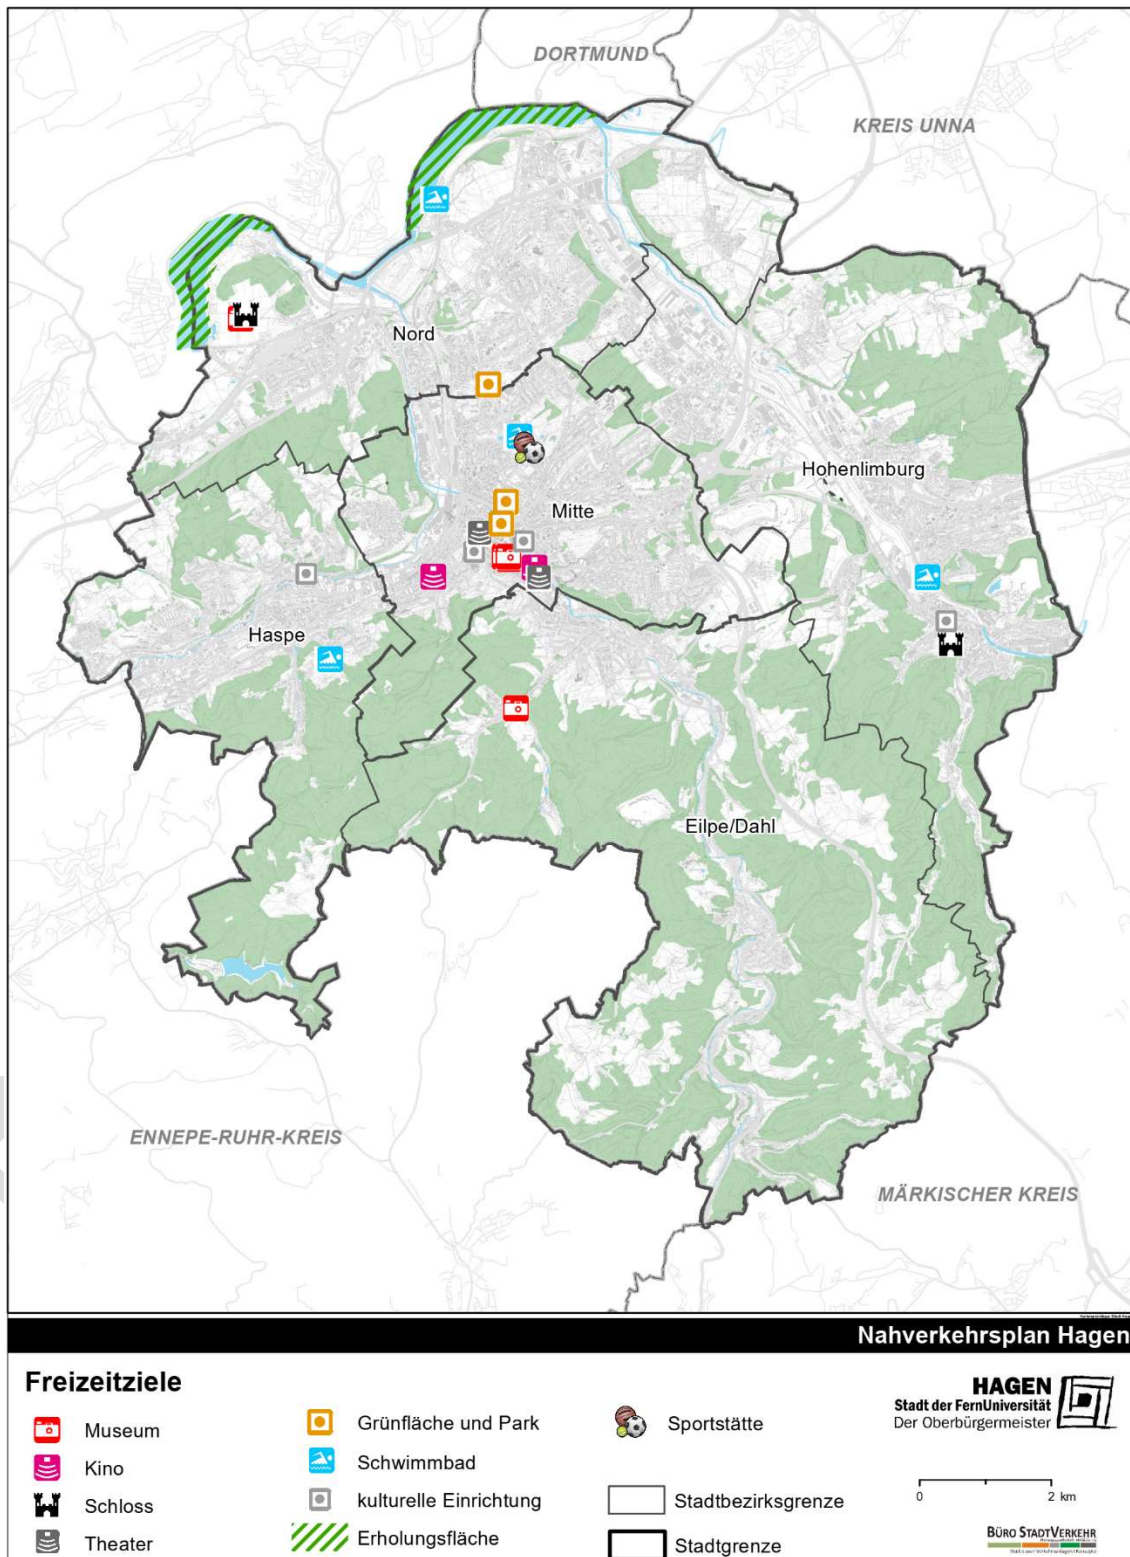 DORTMUND
KREIS UNNA
Nord
Hohenlimburg
Mitte
Haspe
Eilpe/Dahl
ENNEPE-RUHR-KREIS
MÄRKISCHER KREIS
Nahverkehrsplan Hagen
Freizeitziele
Museum
Kino
Schloss
Theater
Grünfläche und Park
Schwimmbad
kulturelle Einrichtung
Erholungsfläche
Sportstätte
Stadtbezirksgrenze
Stadtgrenze
HAGEN
Stadt der FernUniversität
Der Oberbürgermeister
0 2 km
BÜRO STADTVERKEHR